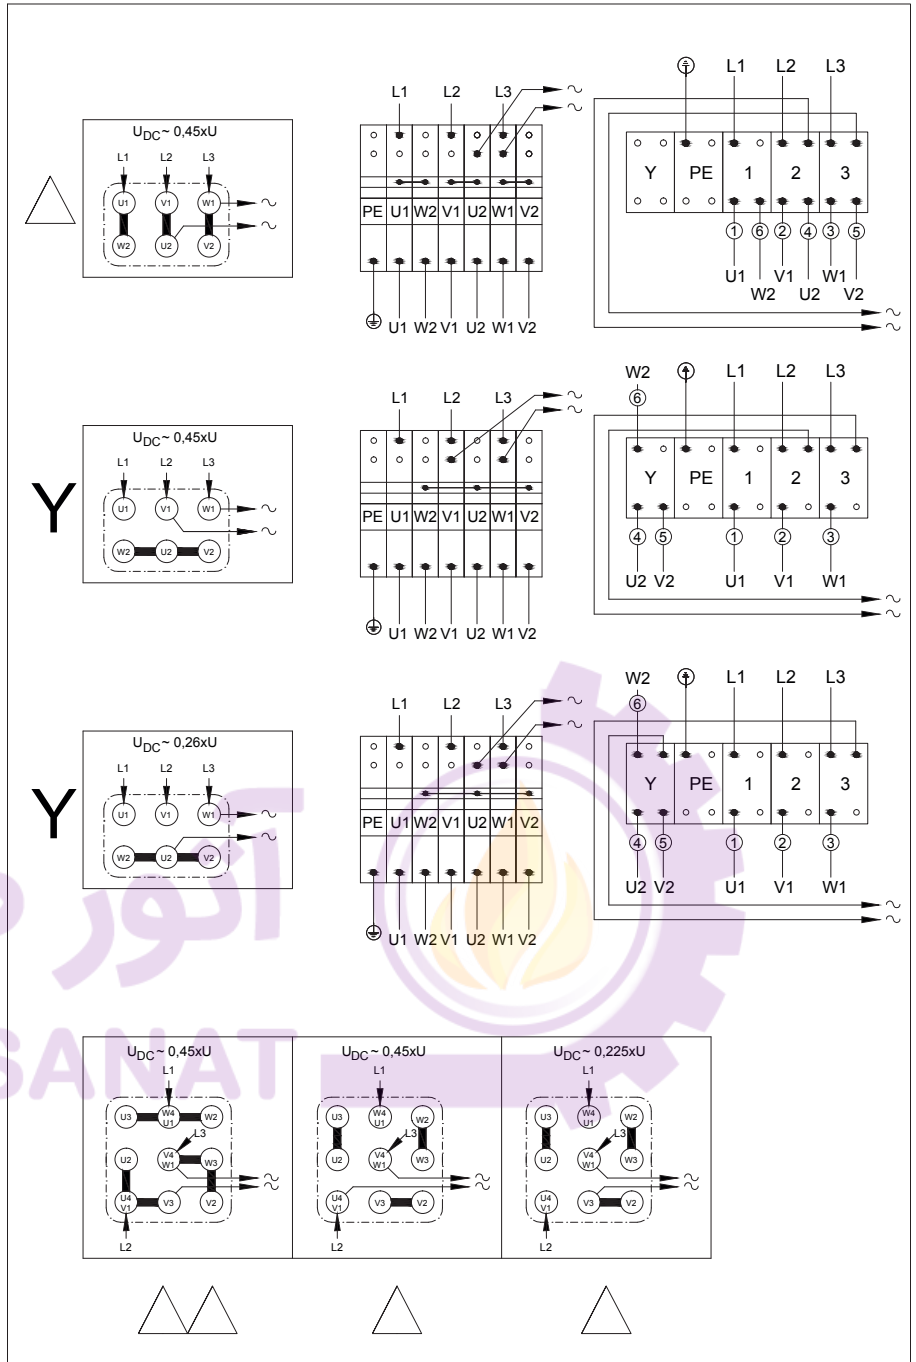 U_DC ~ 0,45xU
L1 L2 L3
U1 V1 W1 ~
W2 U2 V2 ~
L1 L2 L3 ~
~
PE U1 W2 V1 U2 W1 V2
U1 W2 V1 U2 W1 V2
L1 L2 L3
Y PE 1 2 3
1 6 2 4 3 5
U1 V1 W1
W2 U2 V2
~
~
Y
U_DC ~ 0,45xU
L1 L2 L3
U1 V1 W1 ~
~
W2 U2 V2
L1 L2 L3 ~
~
PE U1 W2 V1 U2 W1 V2
U1 W2 V1 U2 W1 V2
W2 L1 L2 L3
6
Y PE 1 2 3
4 5 1 2 3
U2 V2 U1 V1 W1
~
~
Y
U_DC ~ 0,26xU
L1 L2 L3
U1 V1 W1 ~
~
W2 U2 V2
L1 L2 L3 ~
~
PE U1 W2 V1 U2 W1 V2
U1 W2 V1 U2 W1 V2
W2 L1 L2 L3
6
Y PE 1 2 3
4 5 1 2 3
U2 V2 U1 V1 W1
~
~
آتور
SANAT
U_DC ~ 0,45xU
L1
U3 W4 U1 W2
L3
U2 V4 W1 W3
~
~
U4 V1 V3 V2
L2
U_DC ~ 0,45xU
L1
U3 W4 U1 W2
L3
U2 V4 W1 W3
~
~
U4 V1 V3 V2
L2
U_DC ~ 0,225xU
L1
U3 W4 U1 W2
L3
U2 V4 W1 W3
~
~
U4 V1 V3 V2
L2